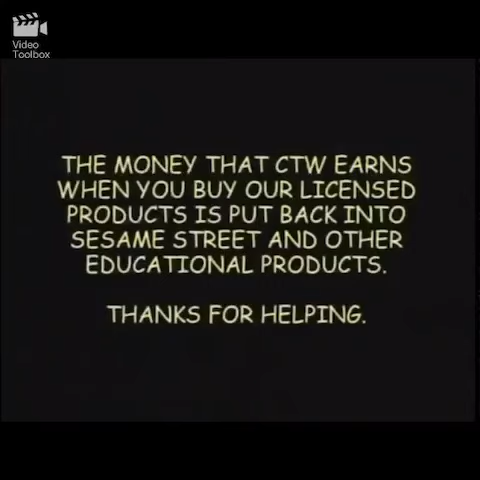 Video
Toolbox
THE MONEY THAT CTW EARNS
WHEN YOU BUY OUR LICENSED
PRODUCTS IS PUT BACK INTO
SESAME STREET AND OTHER
EDUCATIONAL PRODUCTS.
THANKS FOR HELPING.